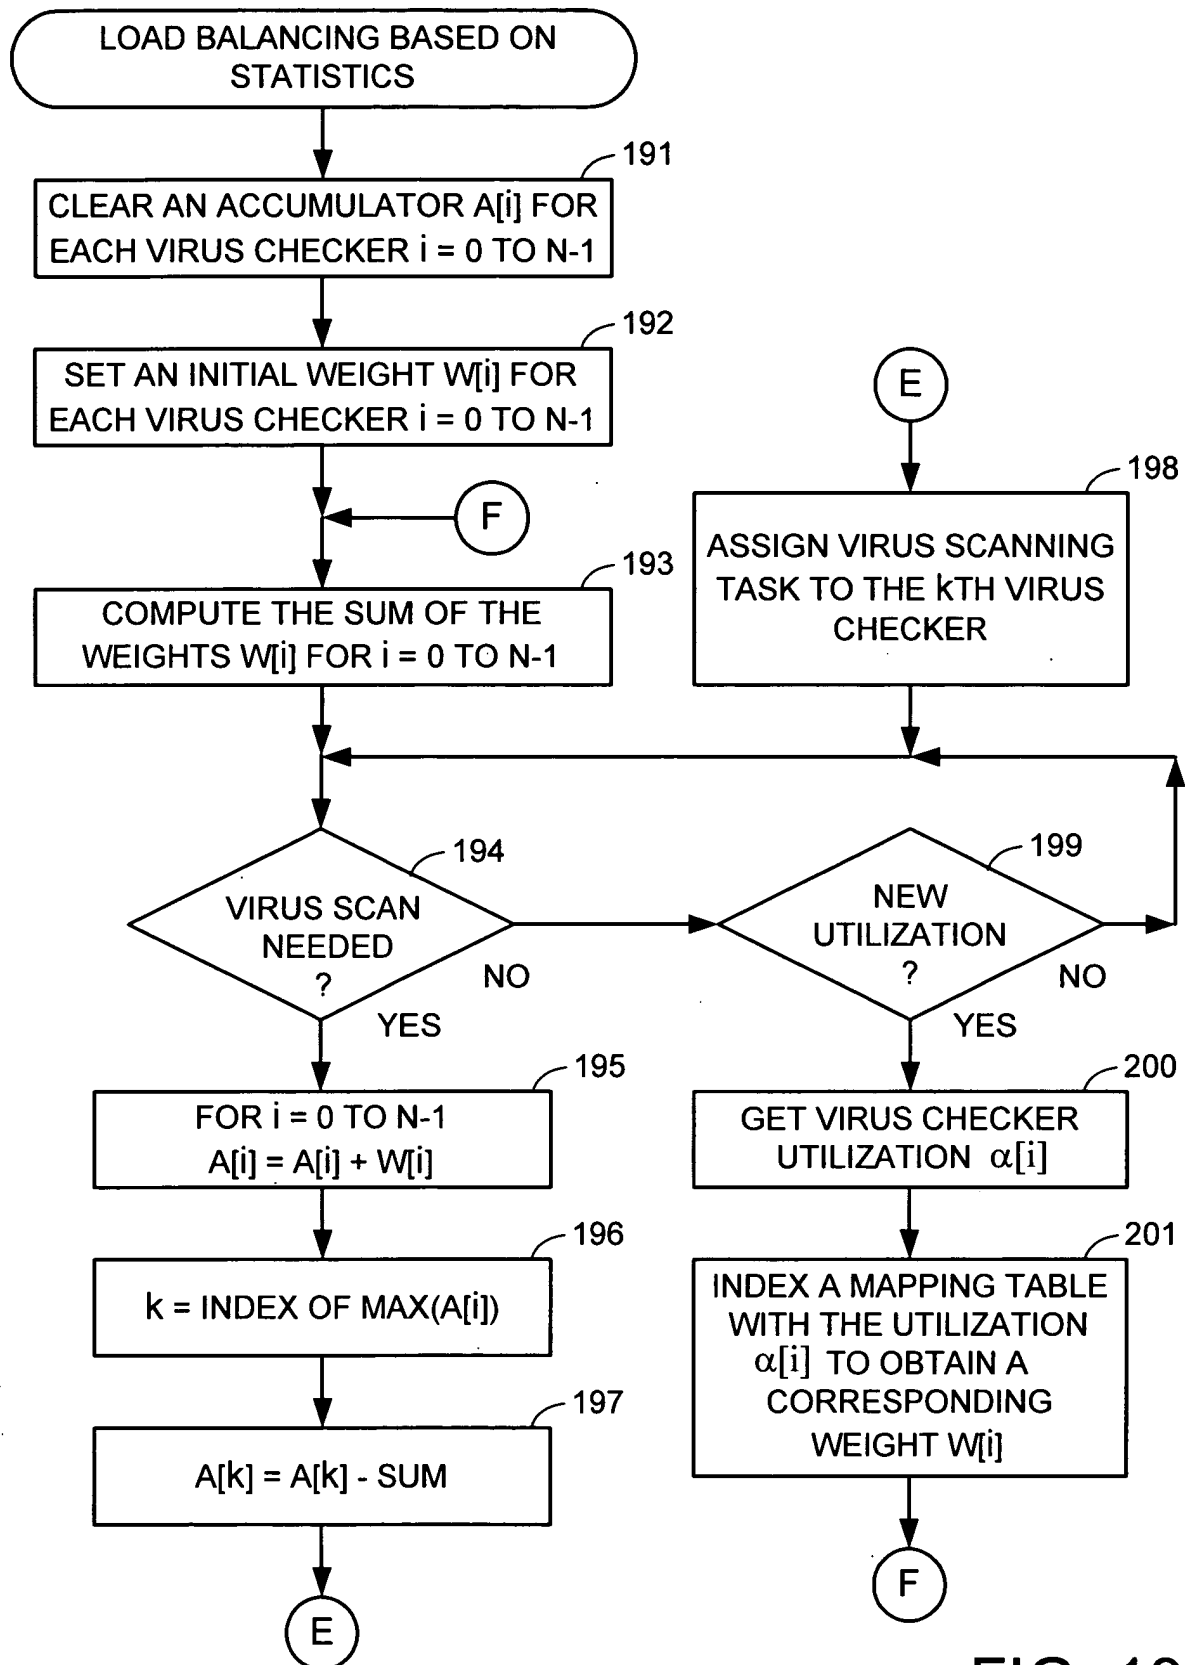 LOAD BALANCING BASED ON
STATISTICS
191
CLEAR AN ACCUMULATOR A[i] FOR
EACH VIRUS CHECKER i = 0 TO N-1
192
SET AN INITIAL WEIGHT W[i] FOR
EACH VIRUS CHECKER i = 0 TO N-1
F
193
COMPUTE THE SUM OF THE
WEIGHTS W[i] FOR i = 0 TO N-1
194
VIRUS SCAN
NEEDED
?
NO
YES
195
FOR i = 0 TO N-1
A[i] = A[i] + W[i]
196
k = INDEX OF MAX(A[i])
197
A[k] = A[k] - SUM
E
E
198
ASSIGN VIRUS SCANNING
TASK TO THE kTH VIRUS
CHECKER
199
NEW
UTILIZATION
?
NO
YES
200
GET VIRUS CHECKER
UTILIZATION α[i]
201
INDEX A MAPPING TABLE
WITH THE UTILIZATION
α[i] TO OBTAIN A
CORRESPONDING
WEIGHT W[i]
F